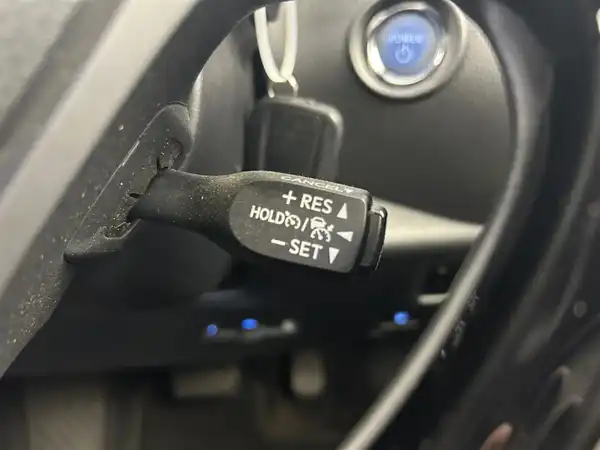 POWER
CANCEL
+ RES
HOLD /
− SET